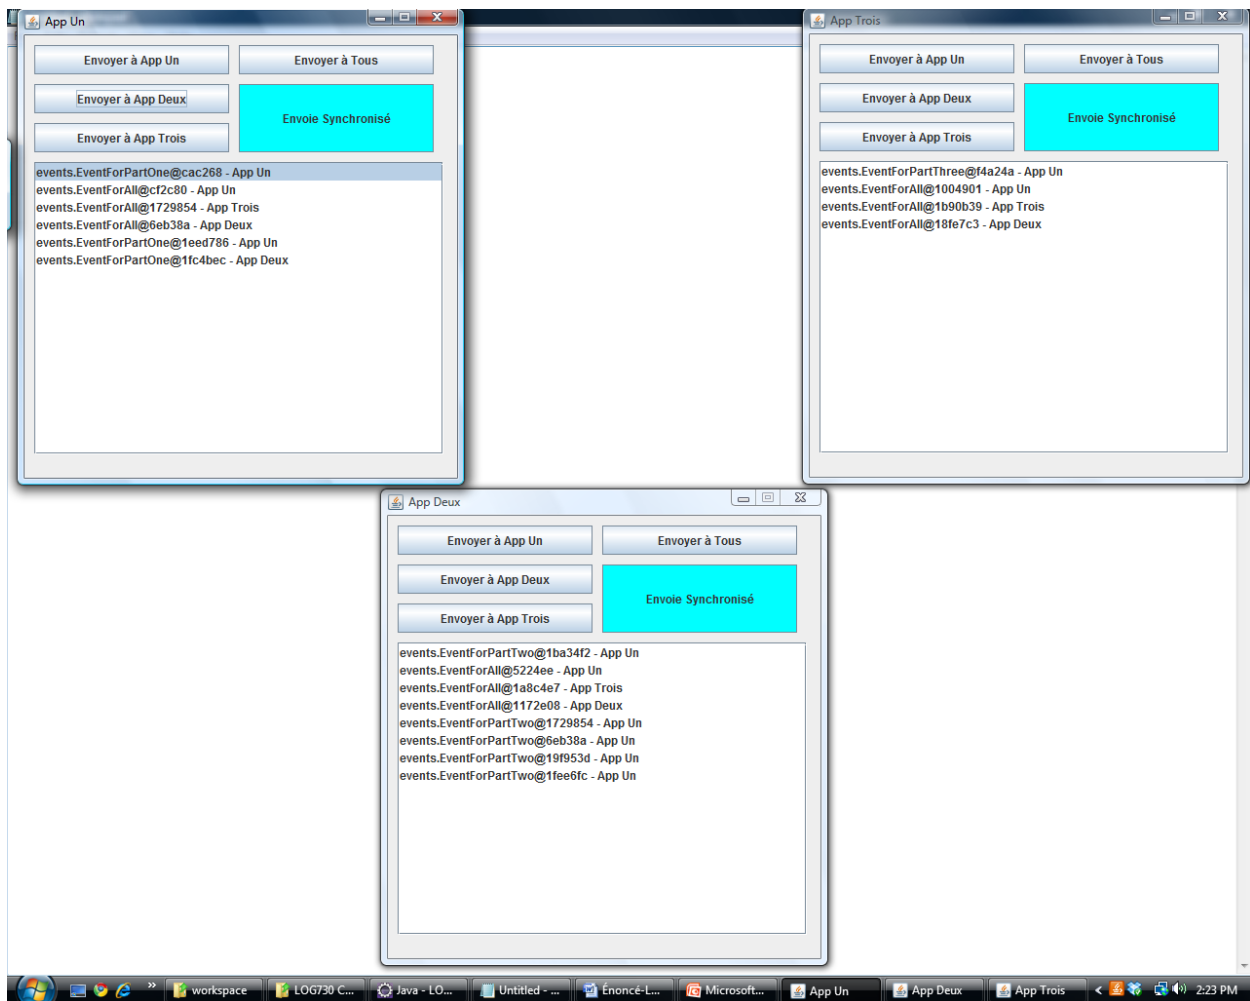 App Un
Envoyer à App Un
Envoyer à Tous
Envoyer à App Deux
Envoie Synchronisé
Envoyer à App Trois
events.EventForPartOne@cac268 - App Un
events.EventForAll@cf2c80 - App Un
events.EventForAll@1729854 - App Trois
events.EventForAll@6eb38a - App Deux
events.EventForPartOne@1eed786 - App Un
events.EventForPartOne@1fc4bec - App Deux
App Trois
Envoyer à App Un
Envoyer à Tous
Envoyer à App Deux
Envoie Synchronisé
Envoyer à App Trois
events.EventForPartThree@f4a24a - App Un
events.EventForAll@1004901 - App Un
events.EventForAll@1b90b39 - App Trois
events.EventForAll@18fe7c3 - App Deux
App Deux
Envoyer à App Un
Envoyer à Tous
Envoyer à App Deux
Envoie Synchronisé
Envoyer à App Trois
events.EventForPartTwo@1ba34f2 - App Un
events.EventForAll@5224ee - App Un
events.EventForAll@1a8c4e7 - App Trois
events.EventForAll@1172e08 - App Deux
events.EventForPartTwo@1729854 - App Un
events.EventForPartTwo@6eb38a - App Un
events.EventForPartTwo@19f953d - App Un
events.EventForPartTwo@1fee6fc - App Un
» workspace LOG730 C... Java - LO... Untitled - ... Énoncé-L... Microsoft... App Un App Deux App Trois < 2:23 PM